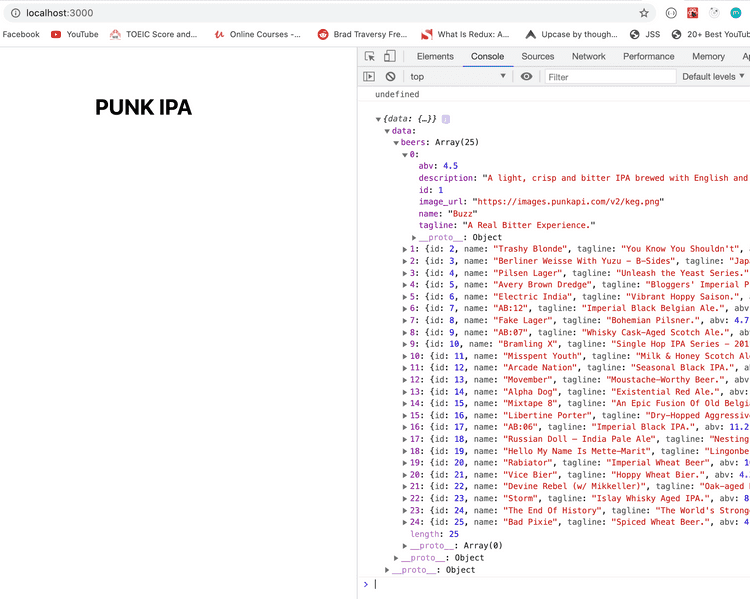 localhost:3000
Facebook YouTube TOEIC Score and... Online Courses -... Brad Traversy Fre... What Is Redux: A... Upcase by though... JSS 20+ Best YouTub
Elements Console Sources Network Performance Memory Ap
top Filter Default levels
undefined
PUNK IPA
{data: {…}}
data:
beers: Array(25)
0:
abv: 4.5
description: "A light, crisp and bitter IPA brewed with English and
id: 1
image_url: "https://images.punkapi.com/v2/keg.png"
name: "Buzz"
tagline: "A Real Bitter Experience."
__proto__: Object
1: {id: 2, name: "Trashy Blonde", tagline: "You Know You Shouldn't",
2: {id: 3, name: "Berliner Weisse With Yuzu - B-Sides", tagline: "Jap
3: {id: 4, name: "Pilsen Lager", tagline: "Unleash the Yeast Series."
4: {id: 5, name: "Avery Brown Dredge", tagline: "Bloggers' Imperial P
5: {id: 6, name: "Electric India", tagline: "Vibrant Hoppy Saison.",
6: {id: 7, name: "AB:12", tagline: "Imperial Black Belgian Ale.", abv
7: {id: 8, name: "Fake Lager", tagline: "Bohemian Pilsner.", abv: 4.7
8: {id: 9, name: "AB:07", tagline: "Whisky Cask-Aged Scotch Ale.", abv
9: {id: 10, name: "Bramling X", tagline: "Single Hop IPA Series - 201
10: {id: 11, name: "Misspent Youth", tagline: "Milk & Honey Scotch Al
11: {id: 12, name: "Arcade Nation", tagline: "Seasonal Black IPA.", ab
12: {id: 13, name: "Movember", tagline: "Moustache-Worthy Beer.", abv
13: {id: 14, name: "Alpha Dog", tagline: "Existential Red Ale.", abv:
14: {id: 15, name: "Mixtape 8", tagline: "An Epic Fusion Of Old Belgi
15: {id: 16, name: "Libertine Porter", tagline: "Dry-Hopped Aggressiv
16: {id: 17, name: "AB:06", tagline: "Imperial Black IPA.", abv: 11.2
17: {id: 18, name: "Russian Doll – India Pale Ale", tagline: "Nesting
18: {id: 19, name: "Hello My Name Is Mette-Marit", tagline: "Lingonbe
19: {id: 20, name: "Rabiator", tagline: "Imperial Wheat Beer", abv: 1
20: {id: 21, name: "Vice Bier", tagline: "Hoppy Wheat Bier.", abv: 4.
21: {id: 22, name: "Devine Rebel (w/ Mikkeller)", tagline: "Oak-aged
22: {id: 23, name: "Storm", tagline: "Islay Whisky Aged IPA.", abv: 8
23: {id: 24, name: "The End Of History", tagline: "The World's Strong
24: {id: 25, name: "Bad Pixie", tagline: "Spiced Wheat Beer.", abv: 4
length: 25
__proto__: Array(0)
__proto__: Object
__proto__: Object